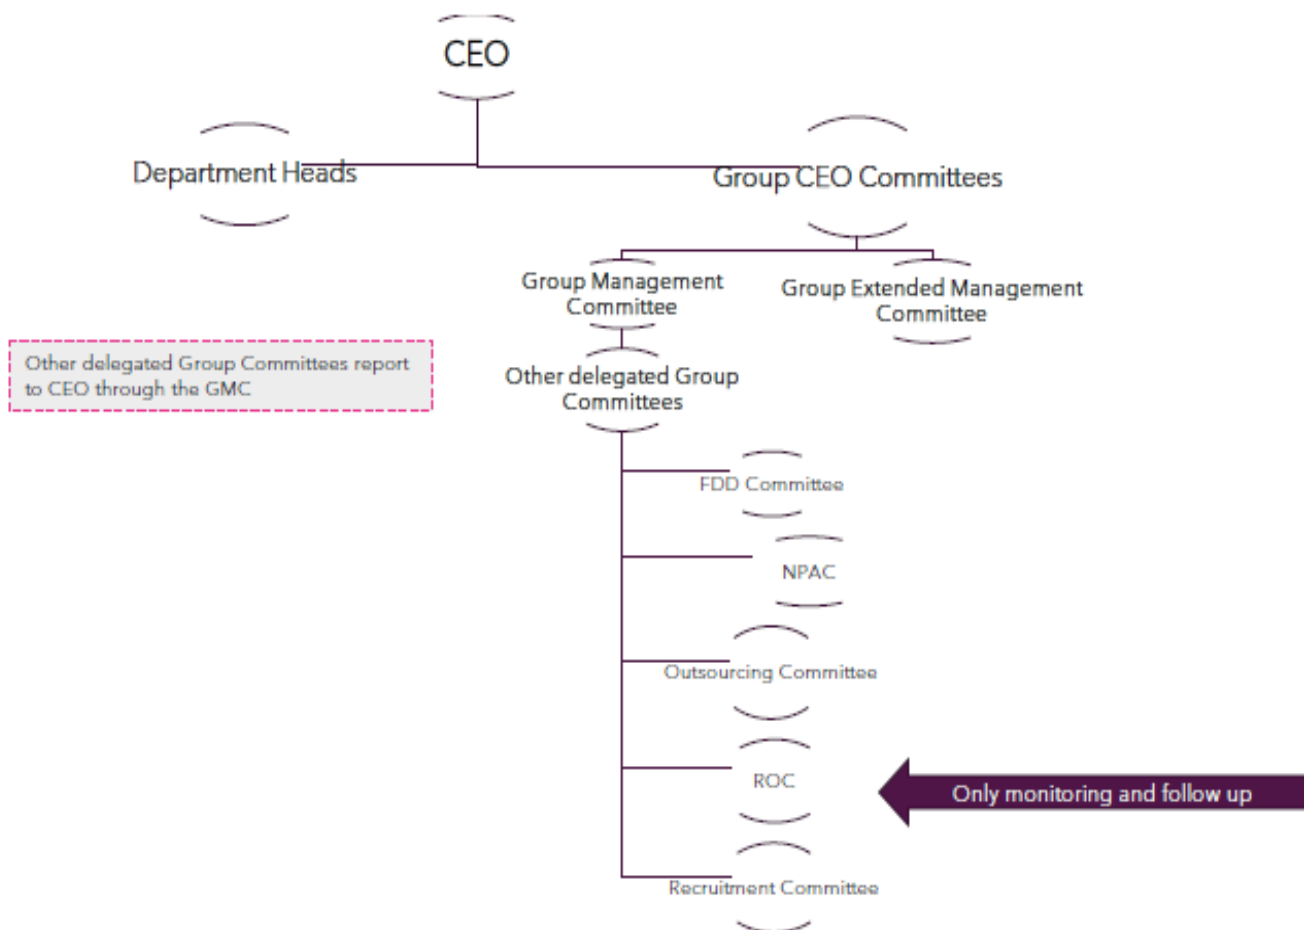 CEO
Department Heads
Group CEO Committees
Group Management
Committee
Group Extended Management
Committee
Other delegated Group Committees report
to CEO through the GMC
Other delegated Group
Committees
FDD Committee
NPAC
Outsourcing Committee
ROC
Only monitoring and follow up
Recruitment Committee